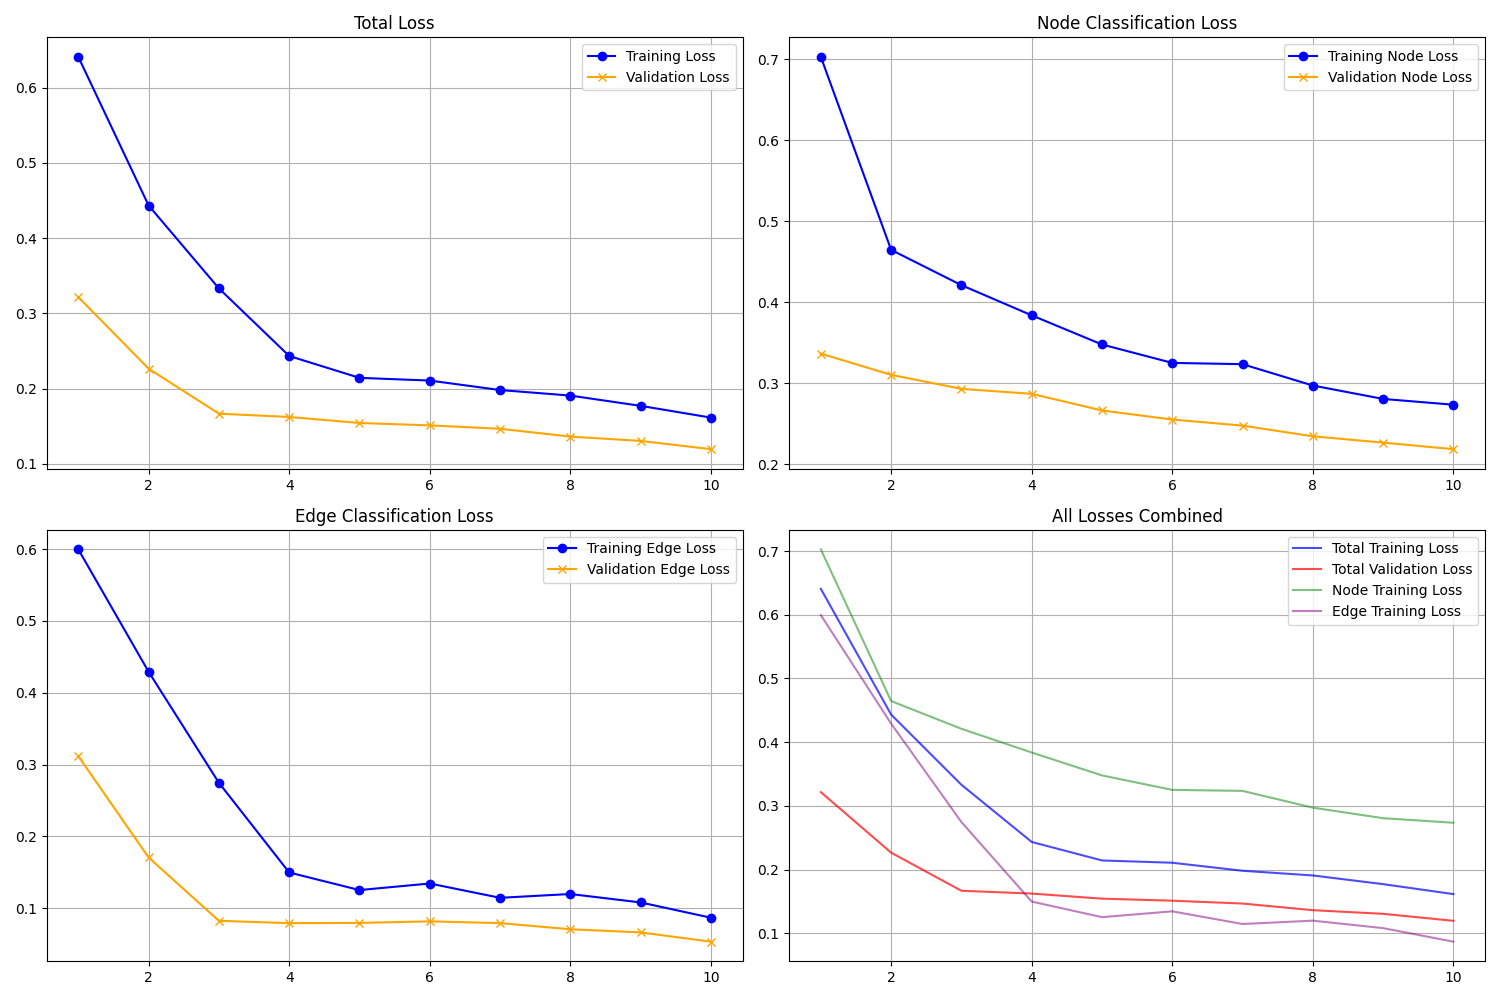 Total Loss
Training Loss
Validation Loss
0.6
0.5
0.4
0.3
0.2
0.1
2 4 6 8 10
Node Classification Loss
Training Node Loss
Validation Node Loss
0.7
0.6
0.5
0.4
0.3
0.2
2 4 6 8 10
Edge Classification Loss
Training Edge Loss
Validation Edge Loss
0.6
0.5
0.4
0.3
0.2
0.1
2 4 6 8 10
All Losses Combined
Total Training Loss
Total Validation Loss
Node Training Loss
Edge Training Loss
0.7
0.6
0.5
0.4
0.3
0.2
0.1
2 4 6 8 10